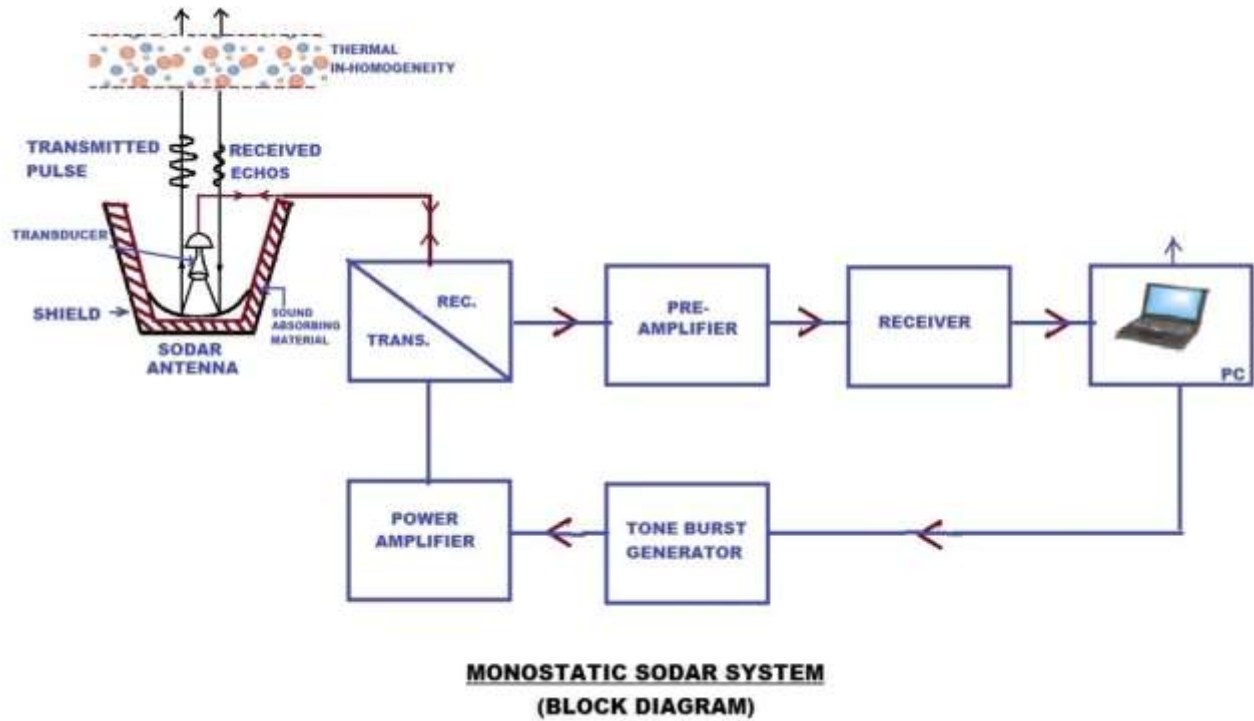 THERMAL
IN-HOMOGENEITY
TRANSMITTED
PULSE
RECEIVED
ECHOS
TRANSDUCER
SHIELD
SOUND
ABSORBING
MATERIAL
SODAR
ANTENNA
REC.
TRANS.
PRE-
AMPLIFIER
RECEIVER
PC
POWER
AMPLIFIER
TONE BURST
GENERATOR
MONOSTATIC SODAR SYSTEM
(BLOCK DIAGRAM)